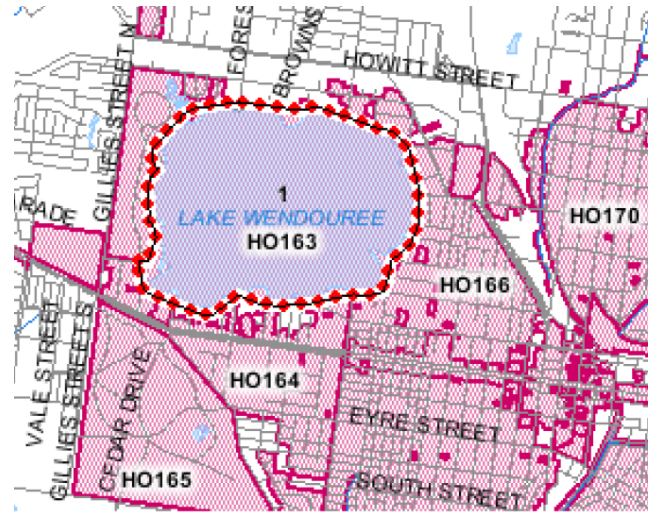 HOWITT STREET
FORES
BROWNS
GILLIES STREET N
1
LAKE WENDOUREE
HO163
HO170
RADE
HO166
VALE STREET
GILLIES STREET S
CEDAR DRIVE
HO164
EYRE STREET
HO165
SOUTH STREET